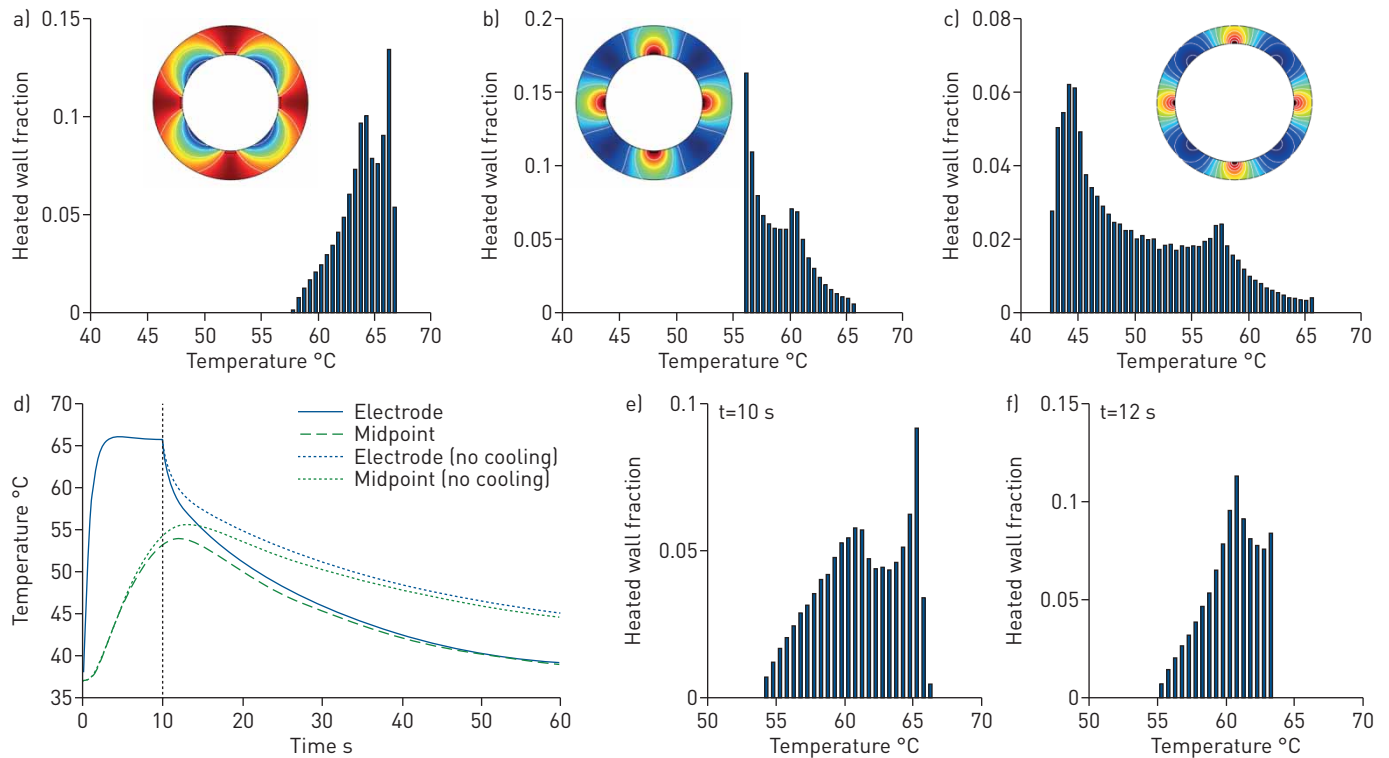 a)
0.15
0.1
0.05
0
Heated wall fraction
40 45 50 55 60 65 70
Temperature °C
b)
0.2
0.15
0.1
0.05
0
Heated wall fraction
40 45 50 55 60 65 70
Temperature °C
c)
0.08
0.06
0.04
0.02
0
Heated wall fraction
40 45 50 55 60 65 70
Temperature °C
d)
70
65
60
55
50
45
40
35
Temperature °C
0 10 20 30 40 50 60
Time s
Electrode
Midpoint
Electrode (no cooling)
Midpoint (no cooling)
e)
t=10 s
0.1
0.05
0
Heated wall fraction
50 55 60 65 70
Temperature °C
f)
t=12 s
0.15
0.1
0.05
0
Heated wall fraction
50 55 60 65 70
Temperature °C